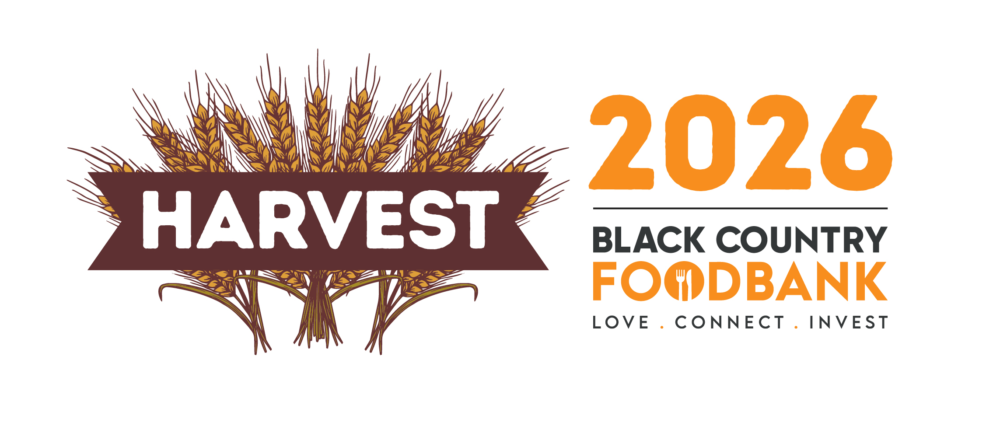 HARVEST
2026
BLACK COUNTRY
FOODBANK
LOVE . CONNECT . INVEST